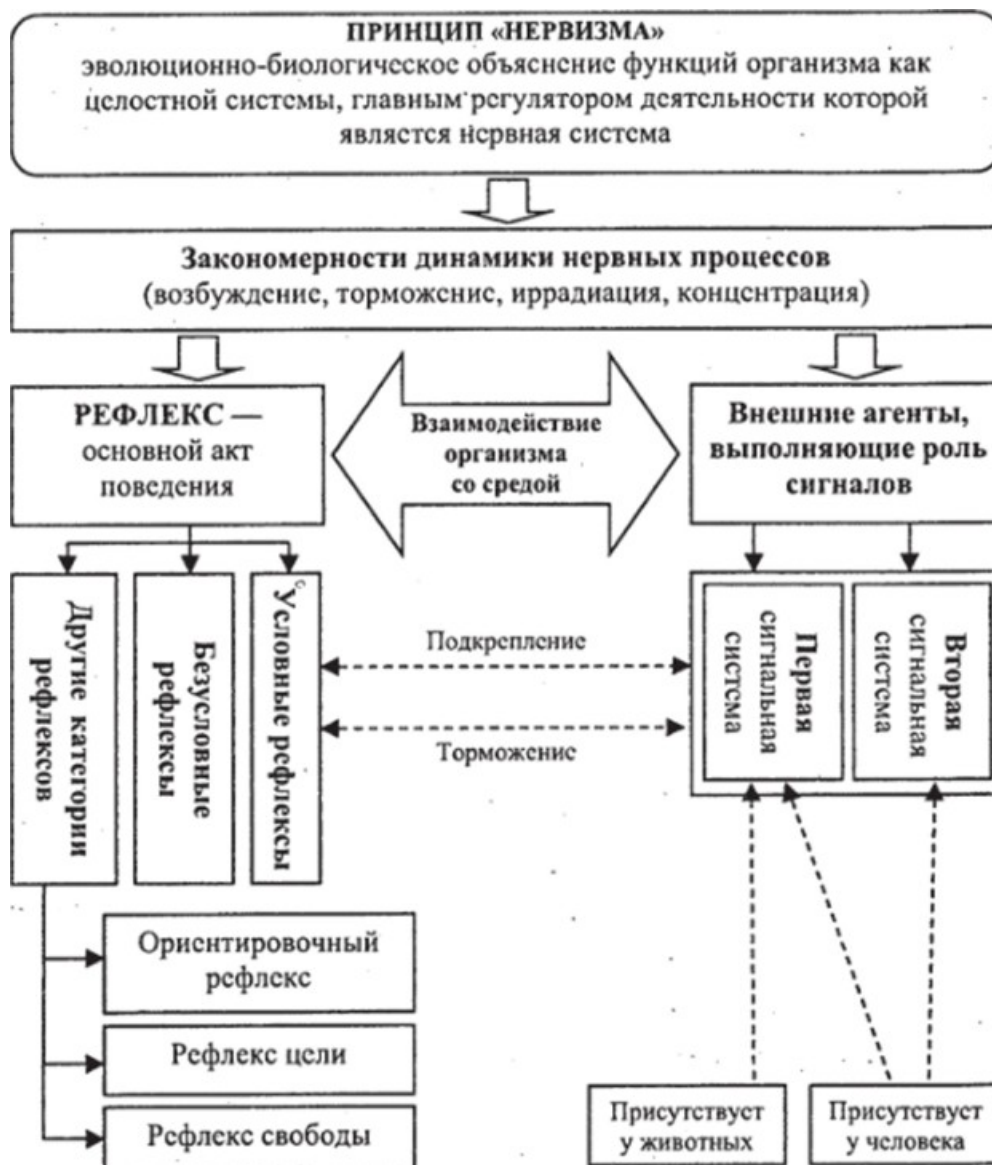 ПРИНЦИП «НЕРВИЗМА»
эволюционно-биологическое объяснение функций организма как
целостной системы, главным регулятором деятельности которой
является нервная система
Закономерности динамики нервных процессов
(возбуждение, торможение, иррадиация, концентрация)
РЕФЛЕКС —
основной акт
поведения
Взаимодействие
организма
со средой
Внешние агенты,
выполняющие роль
сигналов
Другие категории
рефлексов
Безусловные
рефлексы
Условные рефлексы
Подкрепление
Торможение
Первая
сигнальная
система
Вторая
сигнальная
система
Ориентировочный
рефлекс
Рефлекс цели
Рефлекс свободы
Присутствует
у животных
Присутствует
у человека